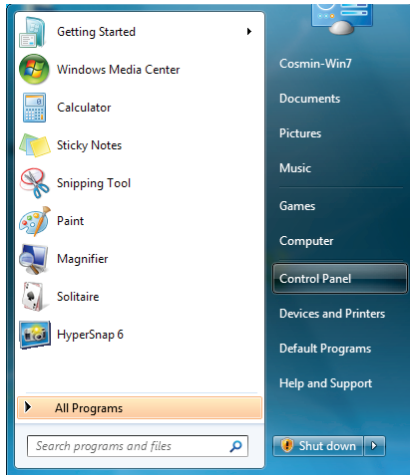 Getting Started
Windows Media Center
Calculator
Sticky Notes
Snipping Tool
Paint
Magnifier
Solitaire
HyperSnap 6
All Programs
Search programs and files
Cosmin-Win7
Documents
Pictures
Music
Games
Computer
Control Panel
Devices and Printers
Default Programs
Help and Support
Shut down